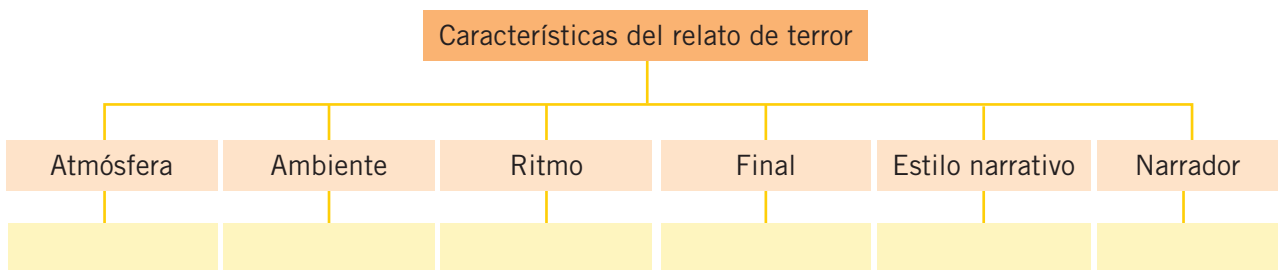 Características del relato de terror
Atmósfera
Ambiente
Ritmo
Final
Estilo narrativo
Narrador